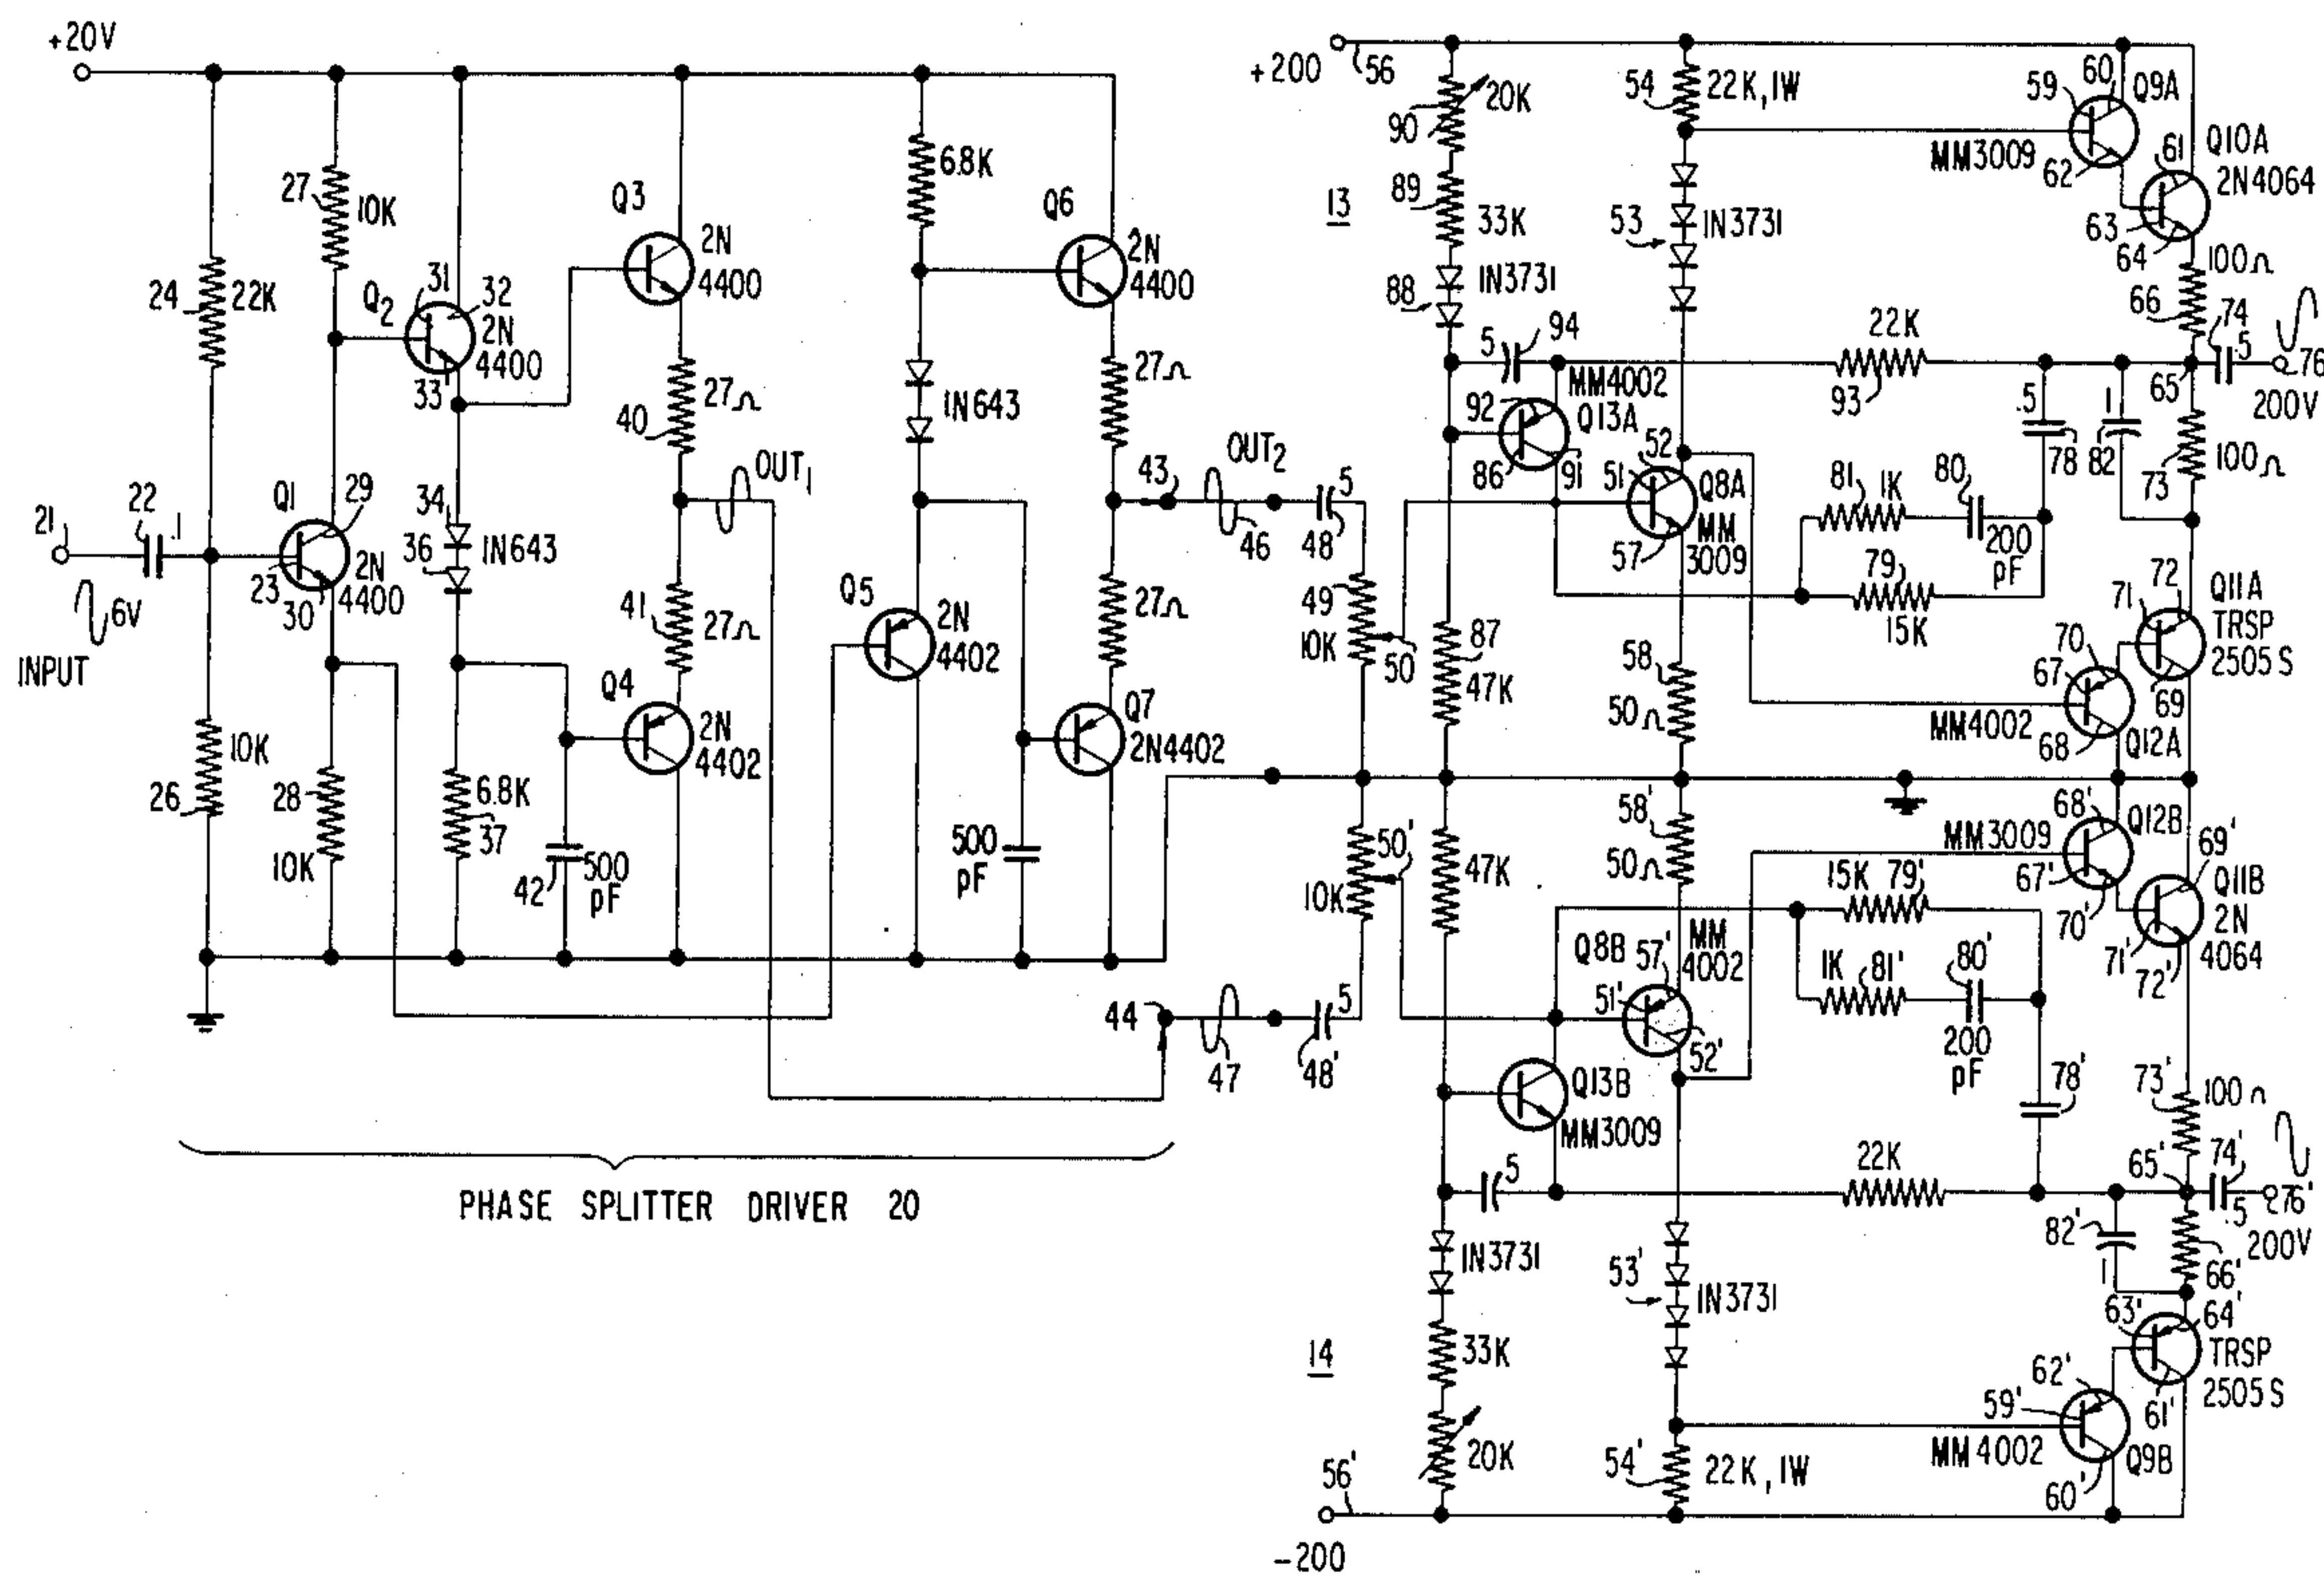 +20V
27
10K
24
22K
Q2
31
32
2N
4400
33
Q3
2N
4400
40
27Ω
6.8K
Q6
2N
4400
27Ω
IN643
21
22
.1
6V
INPUT
Q1
29
23
30
2N
4400
34
36
IN643
OUT1
41
27Ω
Q5
2N
4402
27Ω
43
OUT2
46
5
48
10K
26
28
10K
6.8K
37
42
500
pF
Q4
2N
4402
500
pF
Q7
2N4402
44
47
5
48'
PHASE SPLITTER DRIVER 20
+200
56
90
20K
54
22K, 1W
59
60
Q9A
MM3009
62
Q10A
61
2N4064
63
64
13
89
33K
53
IN3731
88
IN3731
100Ω
66
5
94
22K
93
74
.5
76
200V
65
MM4002
92
Q13A
86
91
.5
78
.1
82
73
100Ω
51
52
Q8A
MM
3009
57
81
1K
80
200
pF
79
15K
49
10K
50
87
47K
58
50Ω
71
72
Q11A
TRSP
2505S
70
67
69
MM4002
68
Q12A
58'
50Ω
50'
10K
47K
MM3009
68'
Q12B
67'
70'
69'
Q11B
2N
4064
71'
72'
15K
79'
1K
81'
80'
200
pF
Q8B
57'
MM
4002
51'
52'
Q13B
MM3009
78'
73'
100Ω
5
22K
65'
74'
.5
76'
200V
82'
1
66'
IN3731
53'
IN3731
63'
64'
TRSP
2505S
61'
14
33K
62'
59'
MM4002
Q9B
60'
20K
54'
22K, 1W
56'
-200